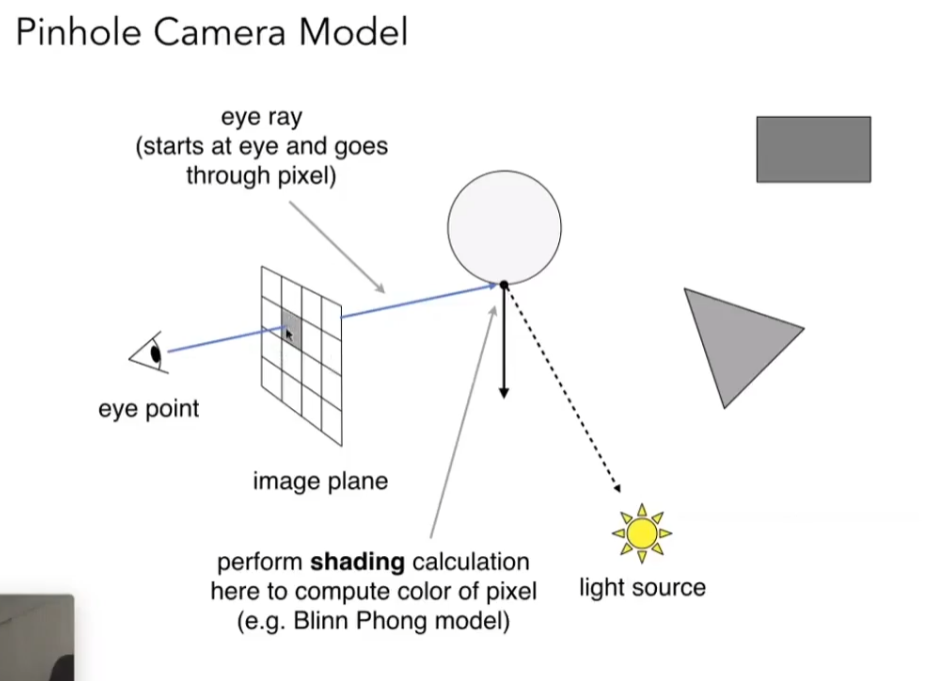 Pinhole Camera Model
eye ray
(starts at eye and goes
through pixel)
eye point
image plane
perform shading calculation
here to compute color of pixel
(e.g. Blinn Phong model)
light source